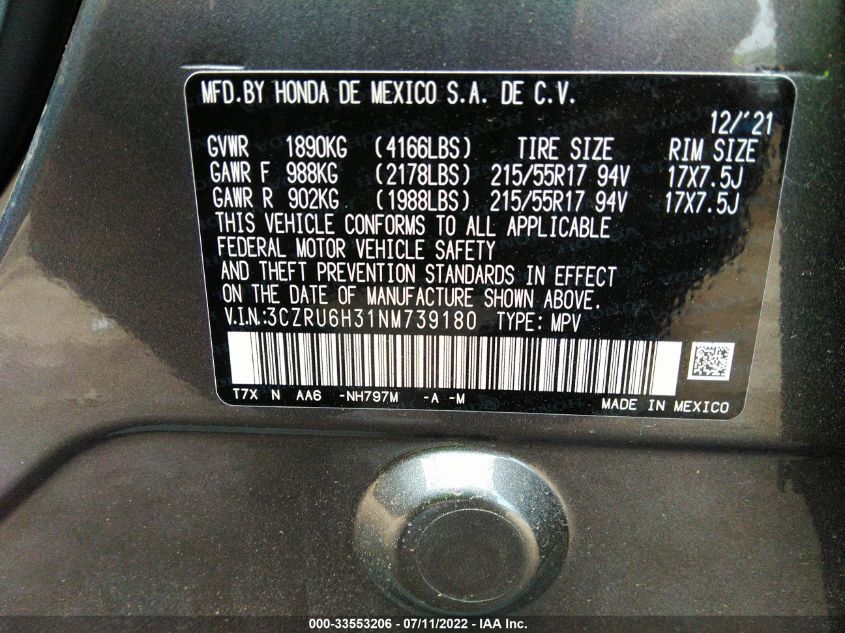 MFD.BY HONDA DE MEXICO S.A. DE C.V.
12/'21
GVWR 1890KG (4166LBS) TIRE SIZE RIM SIZE
GAWR F 988KG (2178LBS) 215/55R17 94V 17X7.5J
GAWR R 902KG (1988LBS) 215/55R17 94V 17X7.5J
THIS VEHICLE CONFORMS TO ALL APPLICABLE
FEDERAL MOTOR VEHICLE SAFETY
AND THEFT PREVENTION STANDARDS IN EFFECT
ON THE DATE OF MANUFACTURE SHOWN ABOVE.
V.I.N.:3CZRU6H31NM739180 TYPE: MPV
T7X N AA6 -NH797M -A -M
MADE IN MEXICO
000-33553206 - 07/11/2022 - IAA Inc.